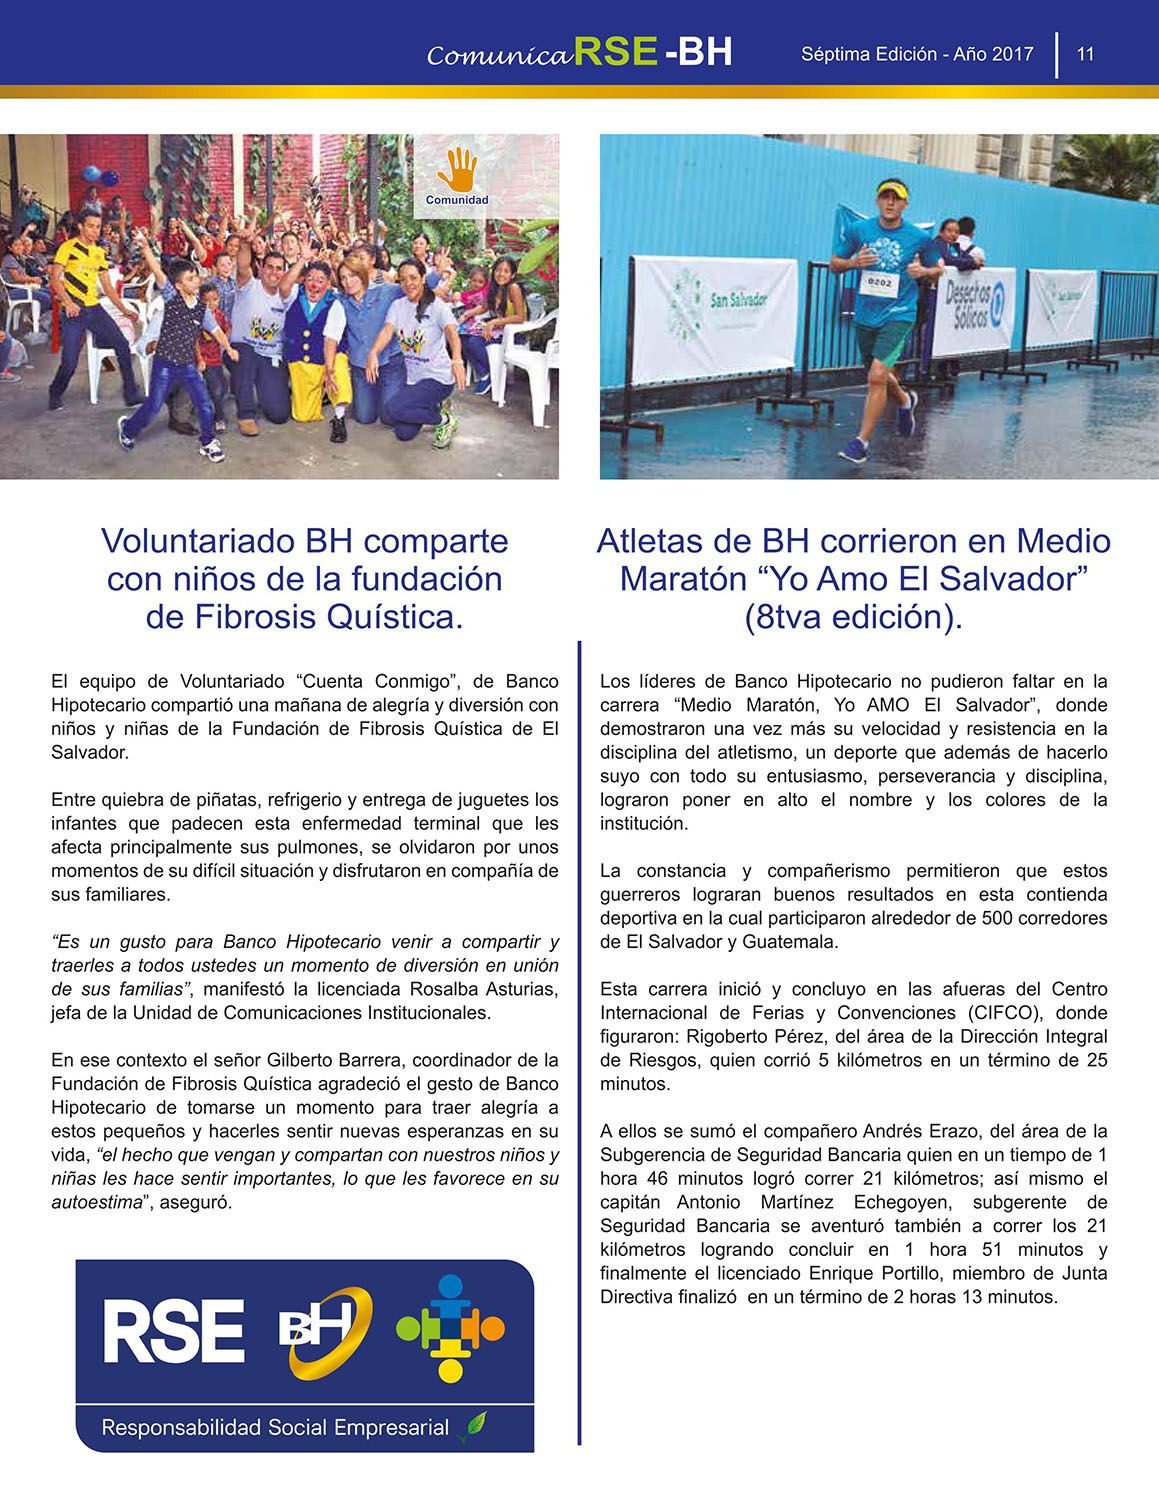 ComunicaRSE-BH
Séptima Edición - Año 2017
11
Comunidad
San Salvador
0202
Desechos
Sólicos
San Salvador
Voluntariado BH comparte
con niños de la fundación
de Fibrosis Quística.
El equipo de Voluntariado “Cuenta Conmigo”, de Banco
Hipotecario compartió una mañana de alegría y diversión con
niños y niñas de la Fundación de Fibrosis Quística de El
Salvador.
Entre quiebra de piñatas, refrigerio y entrega de juguetes los
infantes que padecen esta enfermedad terminal que les
afecta principalmente sus pulmones, se olvidaron por unos
momentos de su difícil situación y disfrutaron en compañía de
sus familiares.
“Es un gusto para Banco Hipotecario venir a compartir y
traerles a todos ustedes un momento de diversión en unión
de sus familias”, manifestó la licenciada Rosalba Asturias,
jefa de la Unidad de Comunicaciones Institucionales.
En ese contexto el señor Gilberto Barrera, coordinador de la
Fundación de Fibrosis Quística agradeció el gesto de Banco
Hipotecario de tomarse un momento para traer alegría a
estos pequeños y hacerles sentir nuevas esperanzas en su
vida, “el hecho que vengan y compartan con nuestros niños y
niñas les hace sentir importantes, lo que les favorece en su
autoestima”, aseguró.
RSE BH
Responsabilidad Social Empresarial
Atletas de BH corrieron en Medio
Maratón “Yo Amo El Salvador”
(8tva edición).
Los líderes de Banco Hipotecario no pudieron faltar en la
carrera “Medio Maratón, Yo AMO El Salvador”, donde
demostraron una vez más su velocidad y resistencia en la
disciplina del atletismo, un deporte que además de hacerlo
suyo con todo su entusiasmo, perseverancia y disciplina,
lograron poner en alto el nombre y los colores de la
institución.
La constancia y compañerismo permitieron que estos
guerreros lograran buenos resultados en esta contienda
deportiva en la cual participaron alrededor de 500 corredores
de El Salvador y Guatemala.
Esta carrera inició y concluyo en las afueras del Centro
Internacional de Ferias y Convenciones (CIFCO), donde
figuraron: Rigoberto Pérez, del área de la Dirección Integral
de Riesgos, quien corrió 5 kilómetros en un término de 25
minutos.
A ellos se sumó el compañero Andrés Erazo, del área de la
Subgerencia de Seguridad Bancaria quien en un tiempo de 1
hora 46 minutos logró correr 21 kilómetros; así mismo el
capitán Antonio Martínez Echegoyen, subgerente de
Seguridad Bancaria se aventuró también a correr los 21
kilómetros logrando concluir en 1 hora 51 minutos y
finalmente el licenciado Enrique Portillo, miembro de Junta
Directiva finalizó en un término de 2 horas 13 minutos.